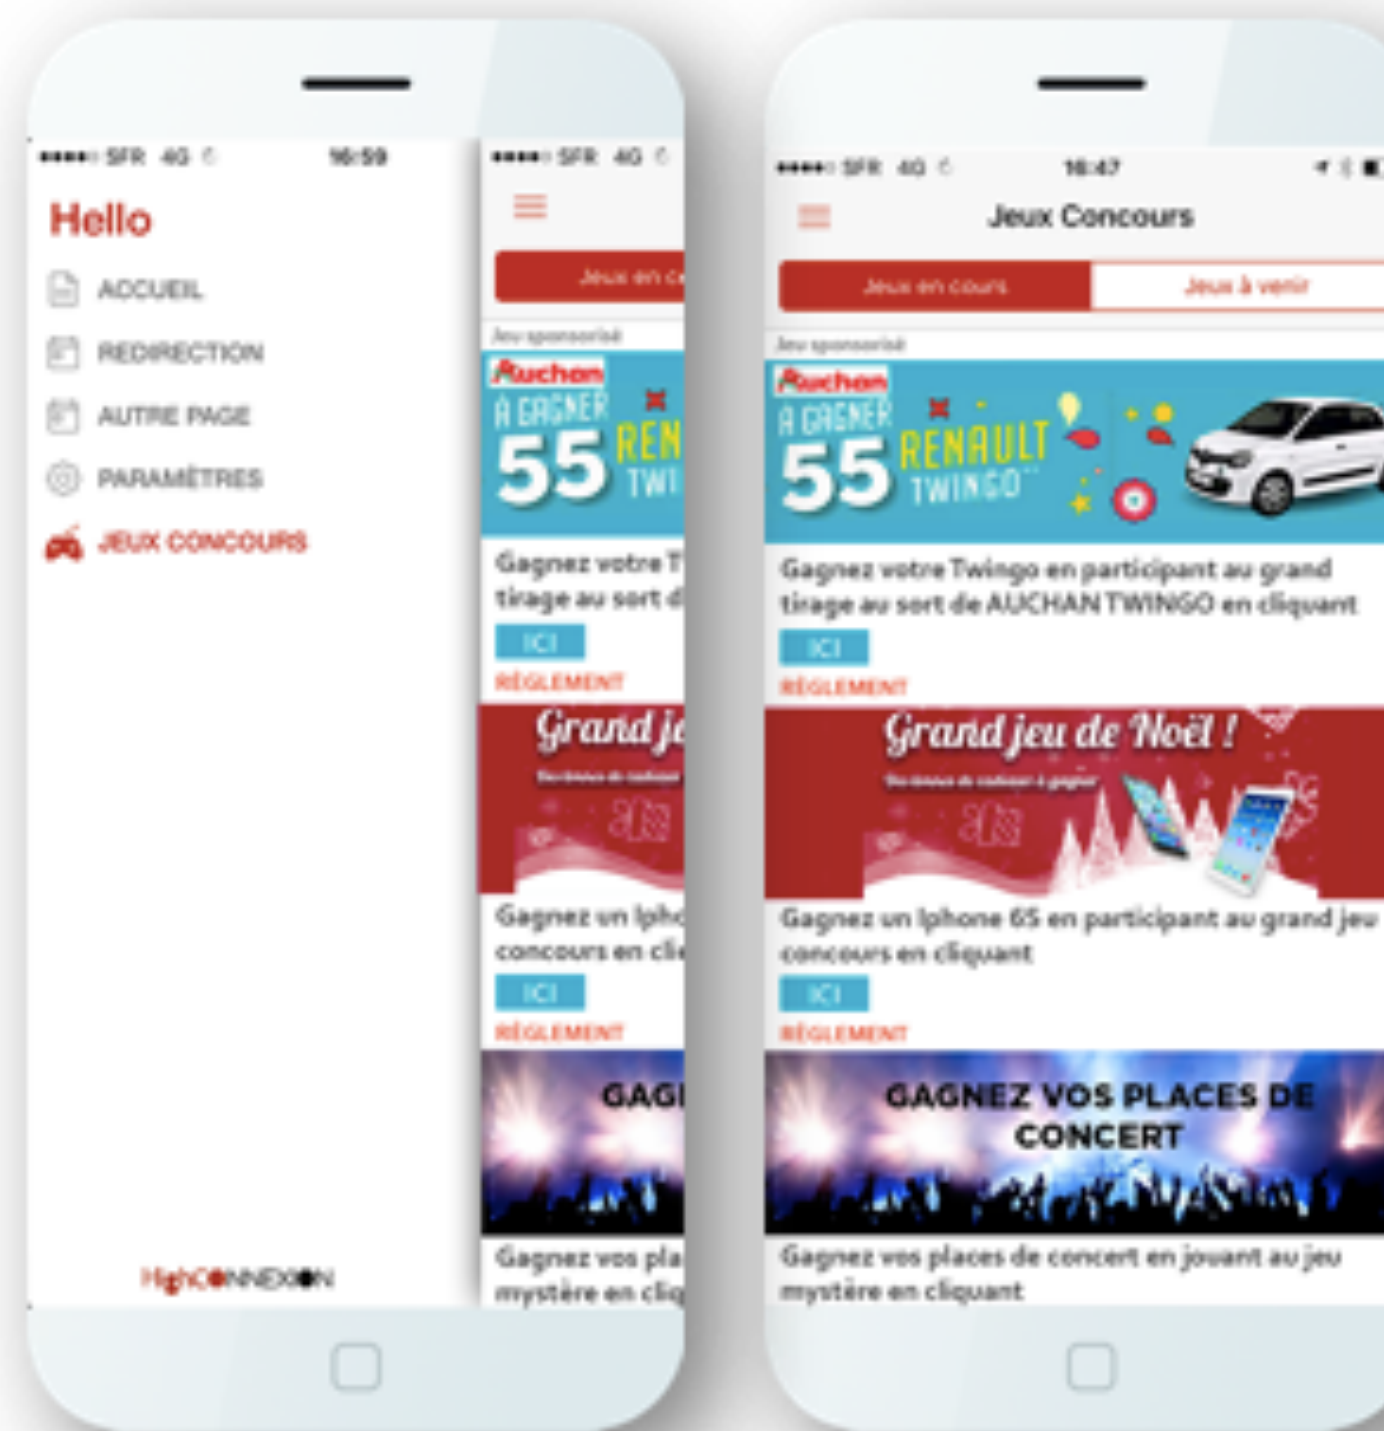 SFR 4G 16:59
Hello
ACCUEIL
REDIRECTION
AUTRE PAGE
PARAMÈTRES
JEUX CONCOURS
HighCONNEXION
SFR 4G
Jeux en c
Jeu sponsorisé
Auchan
À GAGNER
55 REN
TWI
Gagnez votre T
tirage au sort d
ICI
RÈGLEMENT
Grand je
Gagnez un Ipho
concours en cli
ICI
RÈGLEMENT
GAG
Gagnez vos pla
mystère en cliq
SFR 4G 16:47
Jeux Concours
Jeux en cours Jeux à venir
Jeu sponsorisé
Auchan
À GAGNER
55 RENAULT
TWINGO
Gagnez votre Twingo en participant au grand
tirage au sort de AUCHAN TWINGO en cliquant
ICI
RÈGLEMENT
Grand jeu de Noël !
à gagner
Gagnez un Iphone 6S en participant au grand jeu
concours en cliquant
ICI
RÈGLEMENT
GAGNEZ VOS PLACES DE
CONCERT
Gagnez vos places de concert en jouant au jeu
mystère en cliquant